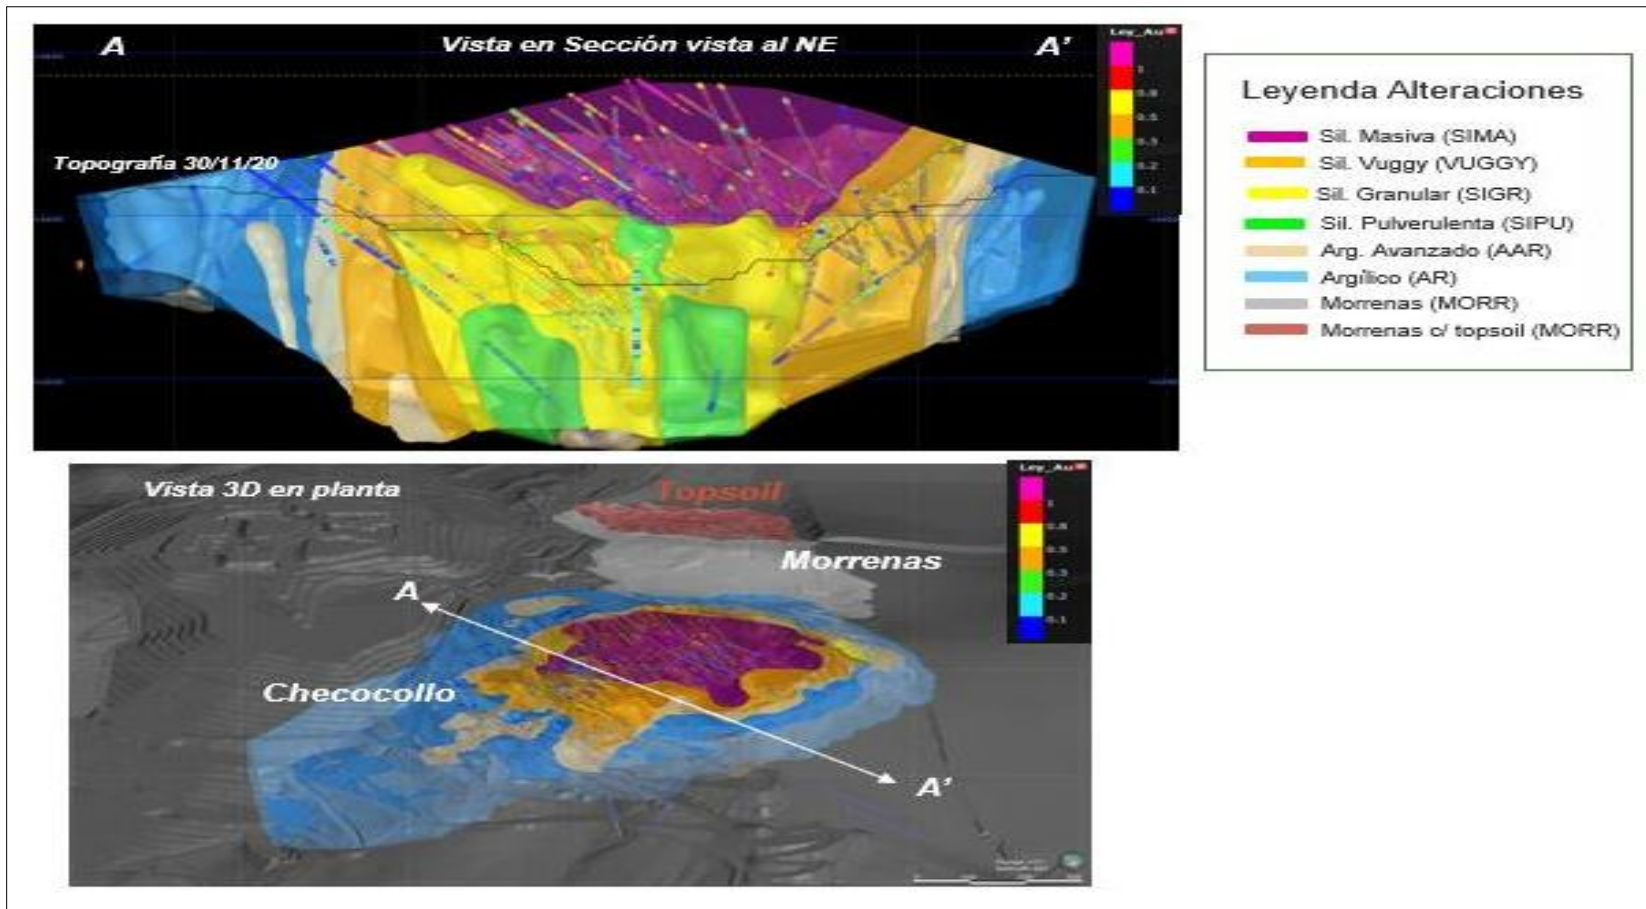 A
Vista en Sección vista al NE
A'
Ley_Au
1
0.8
0.5
0.3
0.2
0.1
Topografía 30/11/20
Leyenda Alteraciones
Sil. Masiva (SIMA)
Sil. Vuggy (VUGGY)
Sil. Granular (SIGR)
Sil. Pulverulenta (SIPU)
Arg. Avanzado (AAR)
Argílico (AR)
Morrenas (MORR)
Morrenas c/ topsoil (MORR)
Vista 3D en planta
Topsoil
Ley_Au
1
0.8
0.5
0.3
0.2
0.1
Morrenas
A
Checocollo
A'